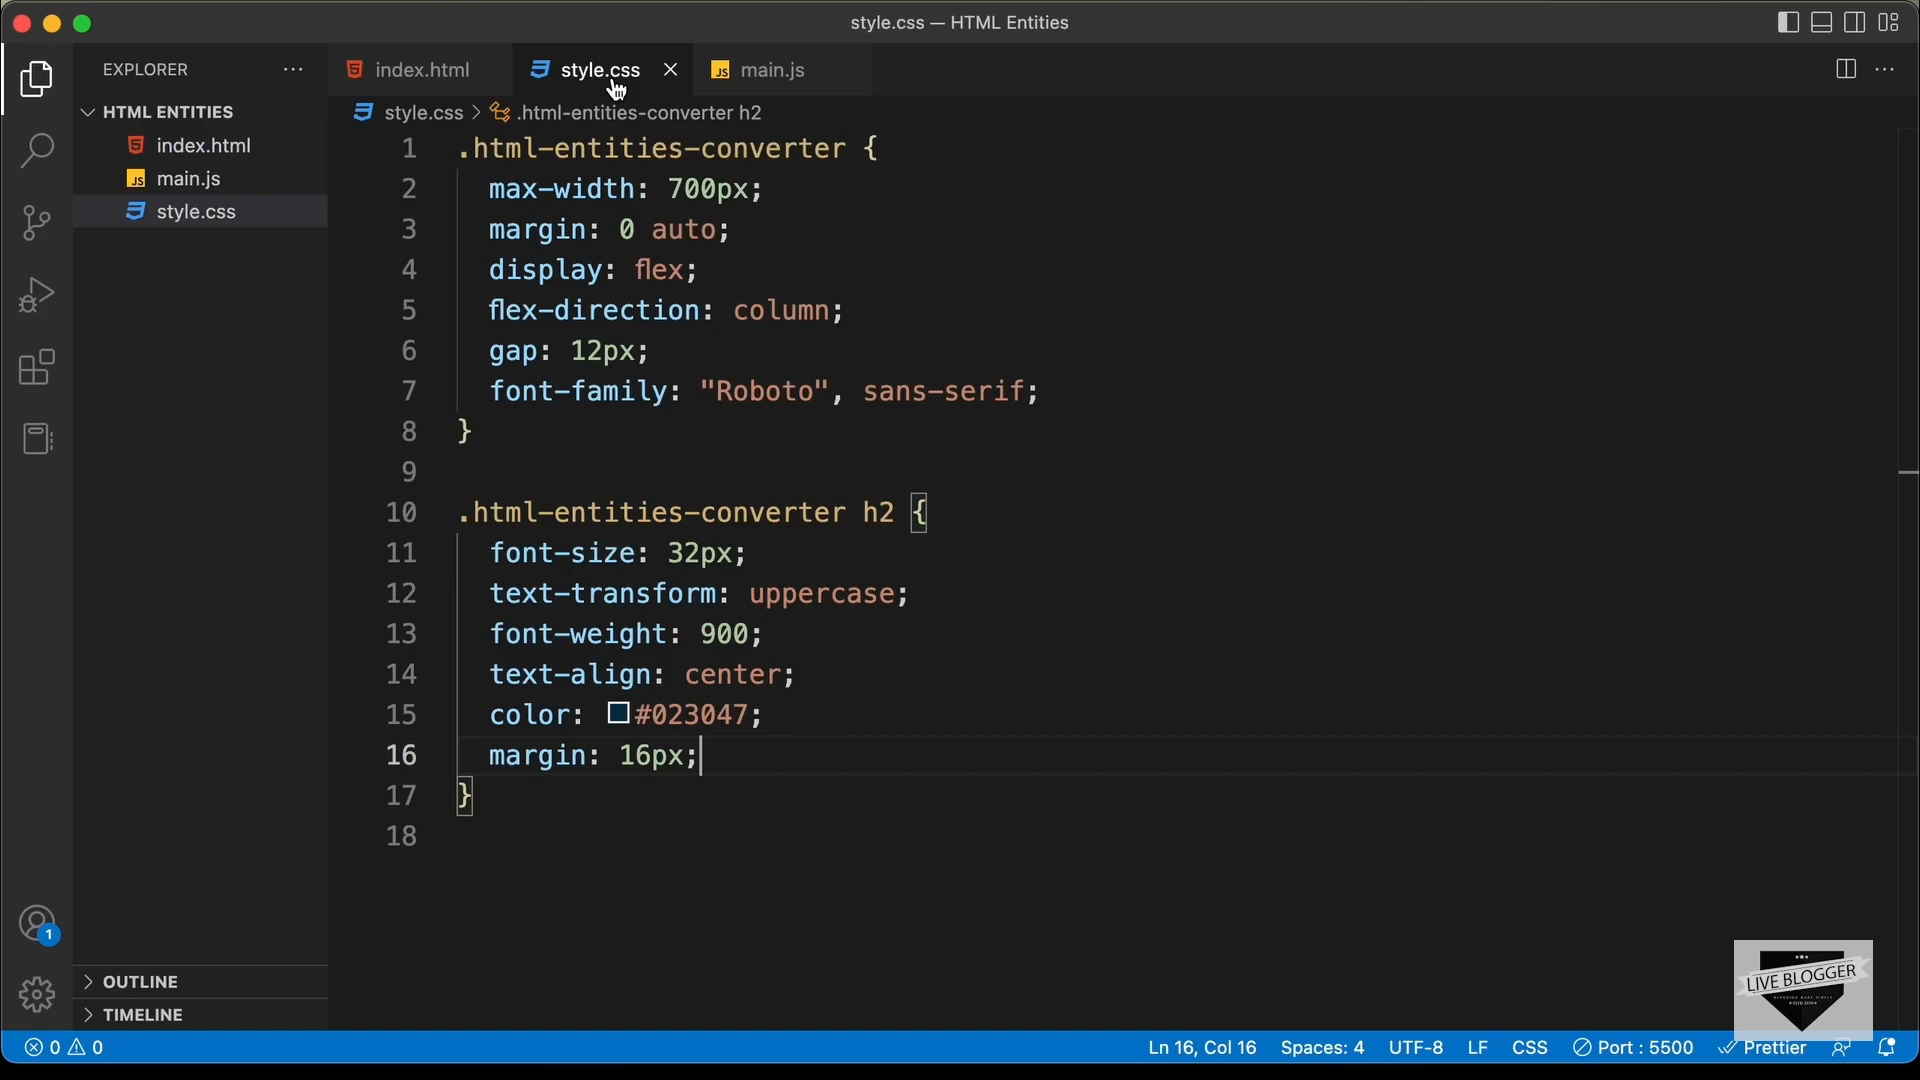 style.css — HTML Entities
EXPLORER
index.html
style.css
main.js
HTML ENTITIES
style.css > .html-entities-converter h2
index.html
main.js
style.css
1 .html-entities-converter {
2 max-width: 700px;
3 margin: 0 auto;
4 display: flex;
5 flex-direction: column;
6 gap: 12px;
7 font-family: "Roboto", sans-serif;
8 }
9
10 .html-entities-converter h2 {
11 font-size: 32px;
12 text-transform: uppercase;
13 font-weight: 900;
14 text-align: center;
15 color: #023047;
16 margin: 16px;
17 }
18
1
OUTLINE
TIMELINE
LIVE BLOGGER
0 0
Ln 16, Col 16 Spaces: 4 UTF-8 LF CSS Port : 5500 Prettier